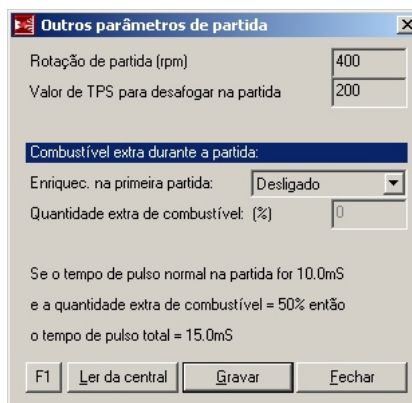 Outros parâmetros de partida
Rotação de partida (rpm) 400
Valor de TPS para desafogar na partida 200
Combustível extra durante a partida:
Enriquec. na primeira partida: Desligado
Quantidade extra de combustível: (%) 0
Se o tempo de pulso normal na partida for 10.0mS
e a quantidade extra de combustível = 50% então
o tempo de pulso total = 15.0mS
F1 Ler da central Gravar Fechar